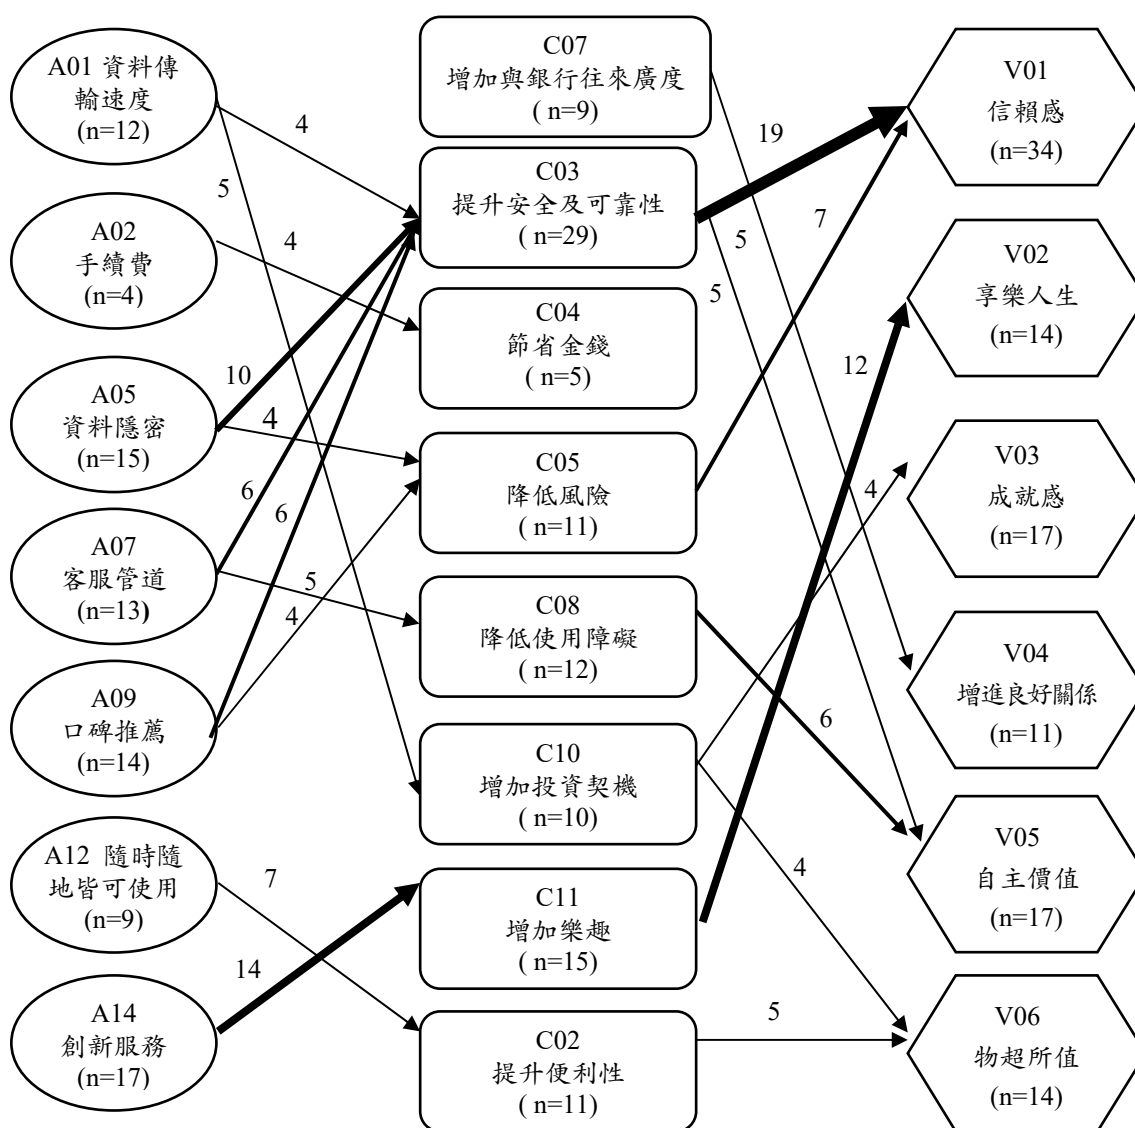 A01 資料傳
輸速度
(n=12)
A02
手續費
(n=4)
A05
資料隱密
(n=15)
A07
客服管道
(n=13)
A09
口碑推薦
(n=14)
A12 隨時隨
地皆可使用
(n=9)
A14
創新服務
(n=17)
4
5
4
10
4
6
6
5
4
7
14
C07
增加與銀行往來廣度
( n=9)
C03
提升安全及可靠性
( n=29)
C04
節省金錢
( n=5)
C05
降低風險
( n=11)
C08
降低使用障礙
( n=12)
C10
增加投資契機
( n=10)
C11
增加樂趣
( n=15)
C02
提升便利性
( n=11)
19
7
5
5
12
4
6
4
5
V01
信賴感
(n=34)
V02
享樂人生
(n=14)
V03
成就感
(n=17)
V04
增進良好關係
(n=11)
V05
自主價值
(n=17)
V06
物超所值
(n=14)